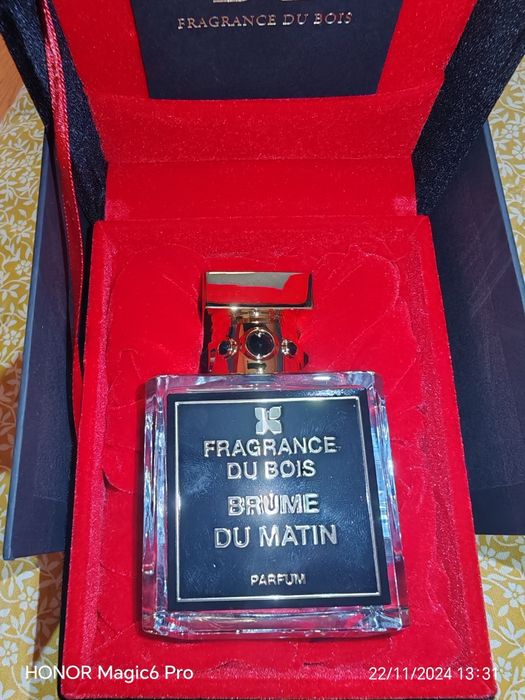 FRAGRANCE DU BOIS
FRAGRANCE
DU BOIS
BRUME
DU MATIN
PARFUM
HONOR Magic6 Pro
22/11/2024 13:31